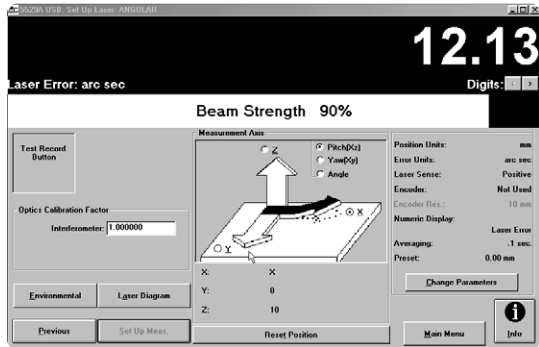 5529A USB: Set Up Laser: ANGULAR
12.13
Laser Error: arc sec
Digits:
Beam Strength 90%
Test Record
Button
Optics Calibration Factor
Interferometer 1.000000
Environmental
Laser Diagram
Previous
Set Up Meas.
Measurement Axis
Z
Pitch(Xz)
Yaw(Xy)
Angle
X
Y
X: X
Y: 0
Z: 10
Reset Position
Position Units: mm
Error Units: arc sec
Laser Sense: Positive
Encoder: Not Used
Encoder Res.: 10 mm
Numeric Display:
Laser Error
Averaging: .1 sec.
Preset: 0.00 mm
Change Parameters
Main Menu
Info